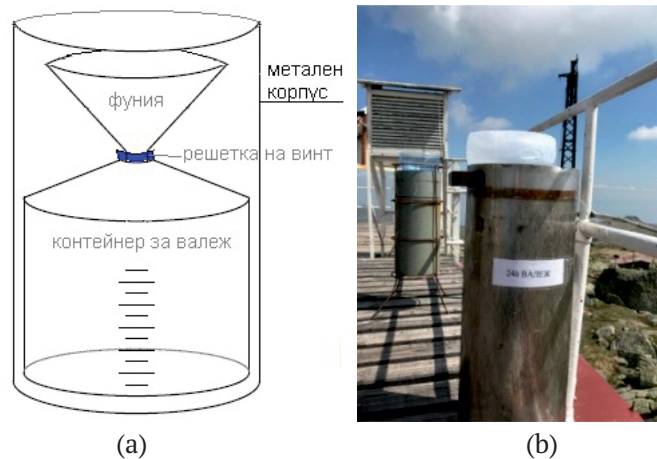 метален
корпус
фуния
решетка на винт
контейнер за валеж
24h ВАЛЕЖ
(a)
(b)